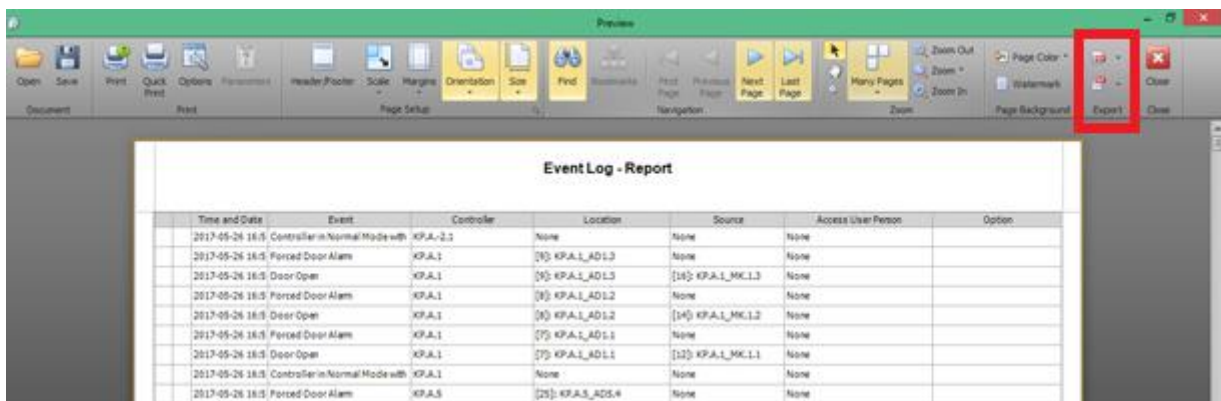 Preview
Open Save Print Quick Print Options Parameters Header/Footer Scale Margins Orientation Size Find Bookmarks First Page Previous Page Next Page Last Page Many Pages Zoom Out Zoom Zoom In Page Color Watermark Close
Document Print Page Setup Navigation Zoom Page Background Export Close
Event Log - Report
Time and Date Event Controller Location Source Access User Person Option
2017-05-26 16:5 Controller in Normal Mode with KP.A.-2.1 None None None
2017-05-26 16:5 Forced Door Alarm KP.A.1 [9]: KP.A.1_AD1.3 None None
2017-05-26 16:5 Door Open KP.A.1 [9]: KP.A.1_AD1.3 [16]: KP.A.1_MK.1.3 None
2017-05-26 16:5 Forced Door Alarm KP.A.1 [8]: KP.A.1_AD1.2 None None
2017-05-26 16:5 Door Open KP.A.1 [8]: KP.A.1_AD1.2 [14]: KP.A.1_MK.1.2 None
2017-05-26 16:5 Forced Door Alarm KP.A.1 [7]: KP.A.1_AD1.1 None None
2017-05-26 16:5 Door Open KP.A.1 [7]: KP.A.1_AD1.1 [12]: KP.A.1_MK.1.1 None
2017-05-26 16:5 Controller in Normal Mode with KP.A.1 None None None
2017-05-26 16:5 Forced Door Alarm KP.A.5 [25]: KP.A.5_AD5.4 None None